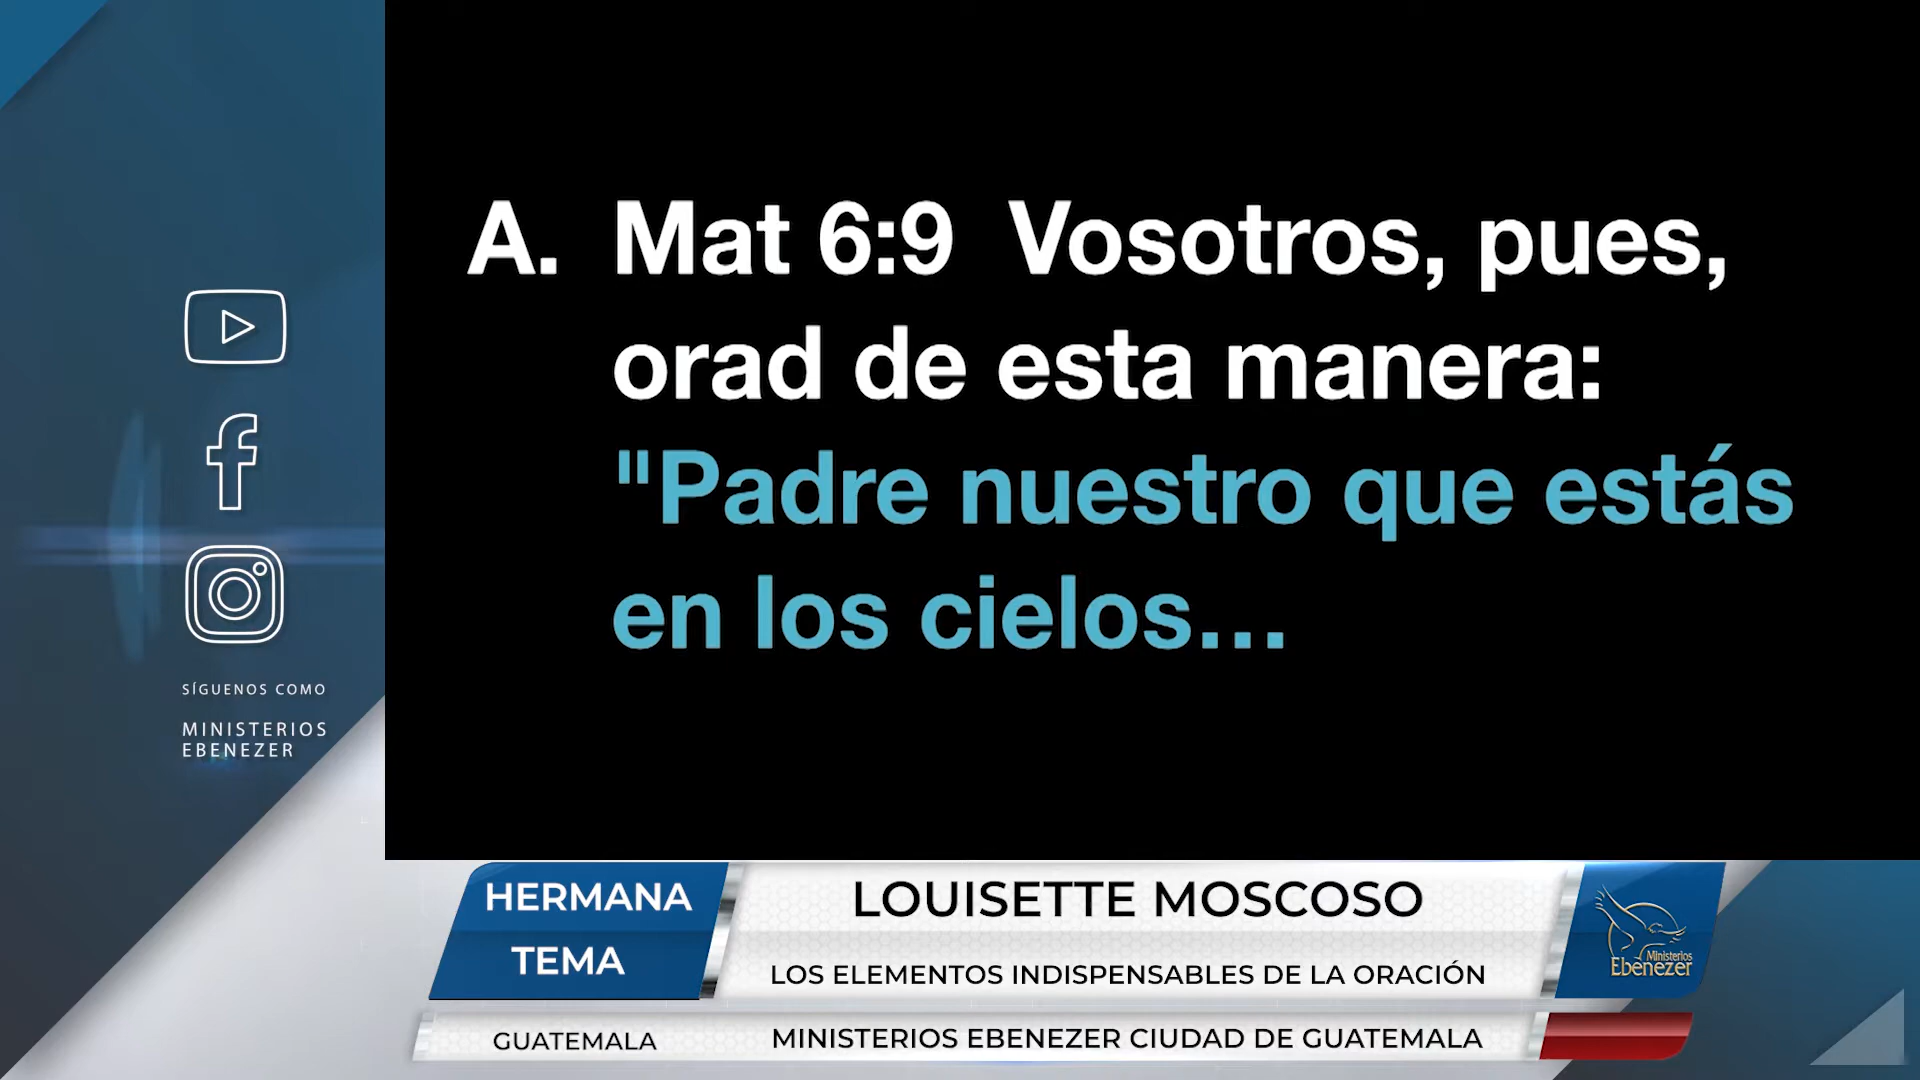 A. Mat 6:9 Vosotros, pues,
orad de esta manera:
"Padre nuestro que estás
en los cielos...
SÍGUENOS COMO
MINISTERIOS
EBENEZER
HERMANA
LOUISETTE MOSCOSO
TEMA
LOS ELEMENTOS INDISPENSABLES DE LA ORACIÓN
Ministerios
Ebenezer
GUATEMALA
MINISTERIOS EBENEZER CIUDAD DE GUATEMALA